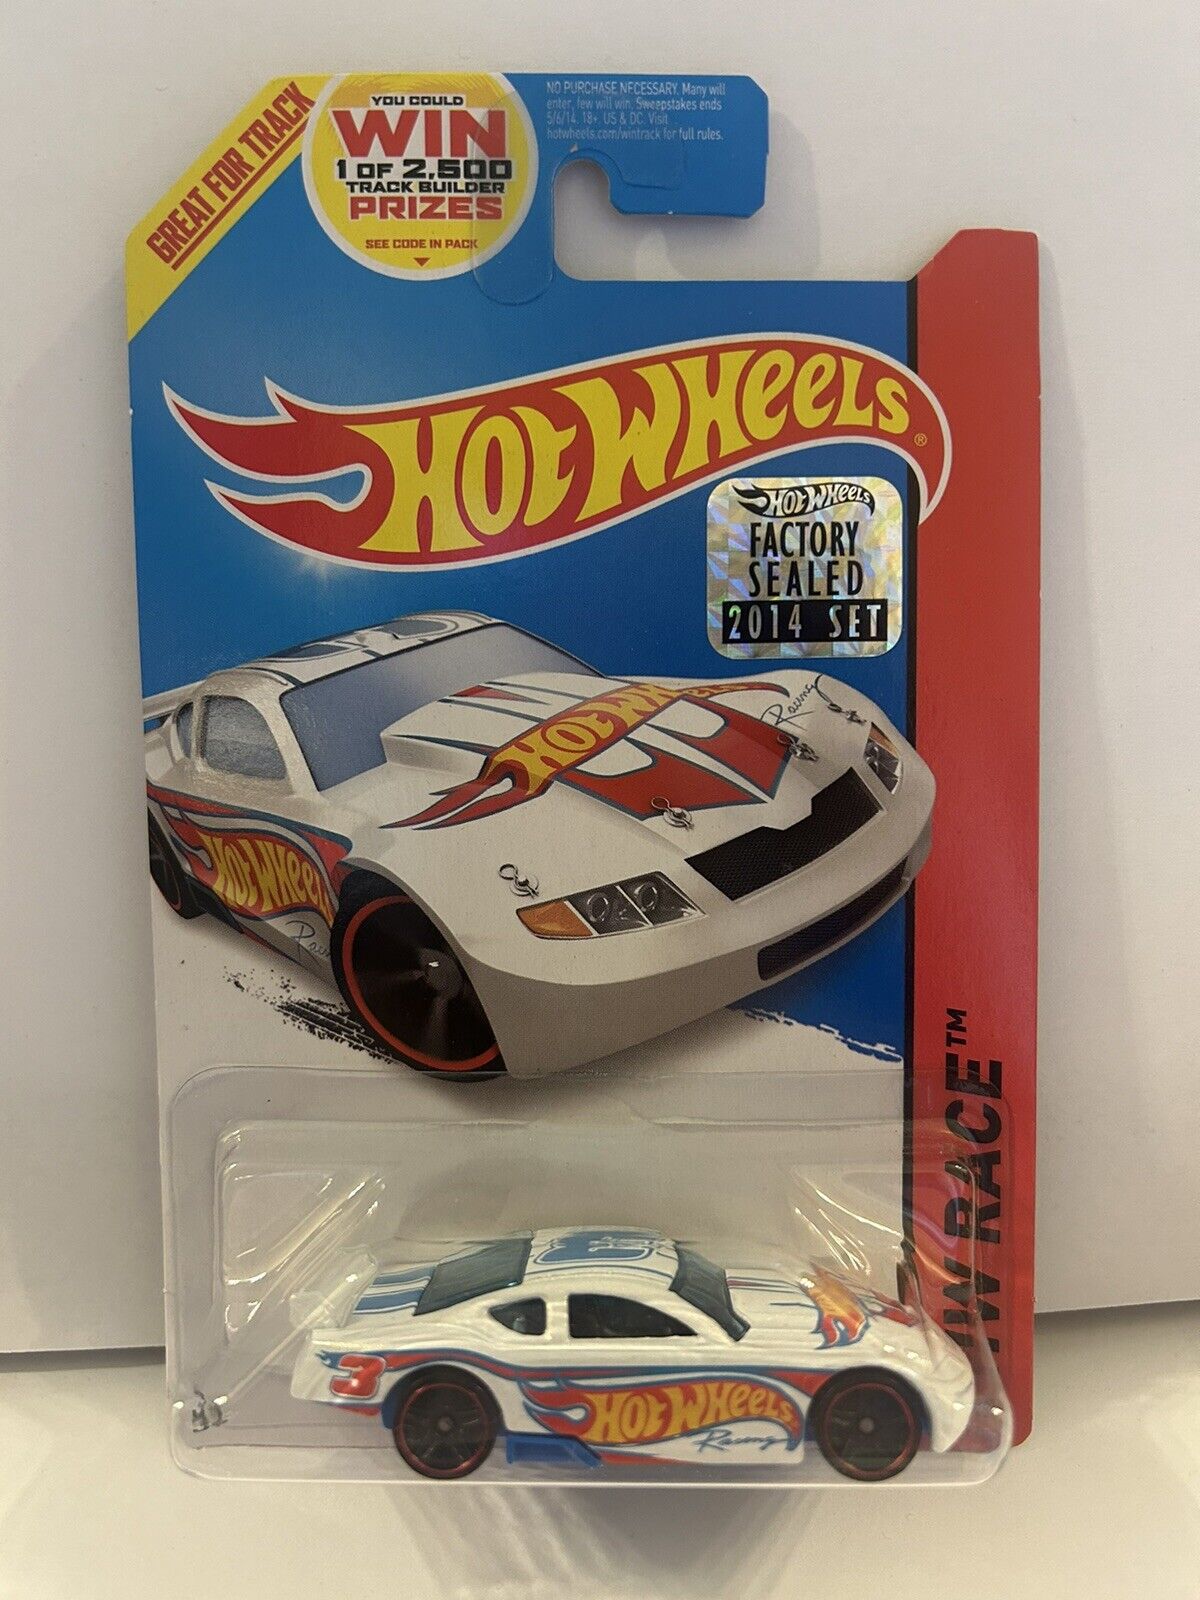 GREAT FOR TRACK
YOU COULD
WIN
1 OF 2,500
TRACK BUILDER
PRIZES
SEE CODE IN PACK
NO PURCHASE NECESSARY. Many will
enter, few will win. Sweepstakes ends
5/6/14. 18+. US & DC. Visit
hotwheels.com/wintrack for full rules.
HOT WHEELS®
HOT WHEELS
FACTORY
SEALED
2014 SET
HOT WHEELS
Racing
HOT WHEELS
Racing
HW RACE™
3
HOT WHEELS
Racing